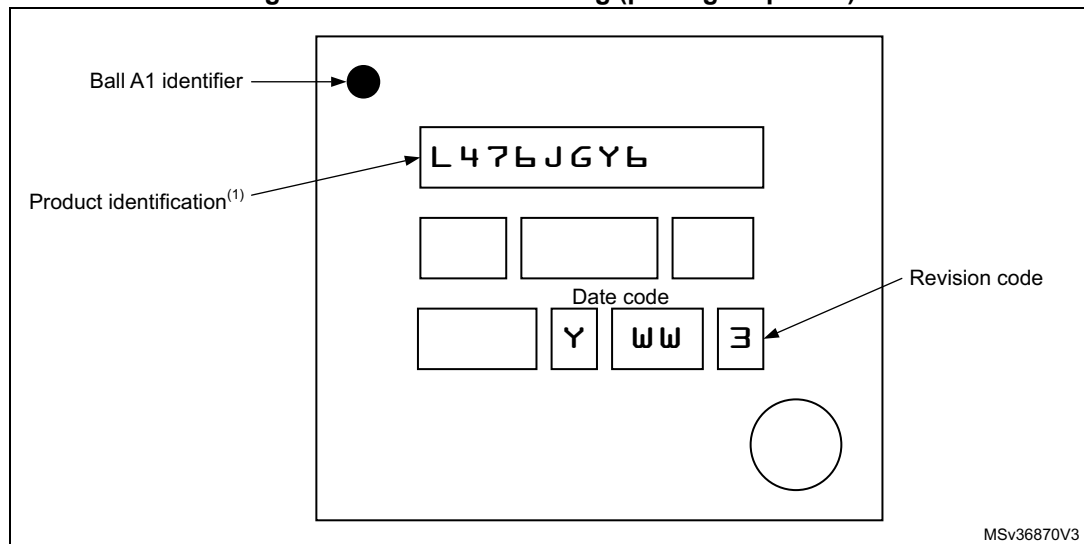 Ball A1 identifier
L476JGY6
Product identification(1)
Revision code
Date code
Y WW 3
MSv36870V3